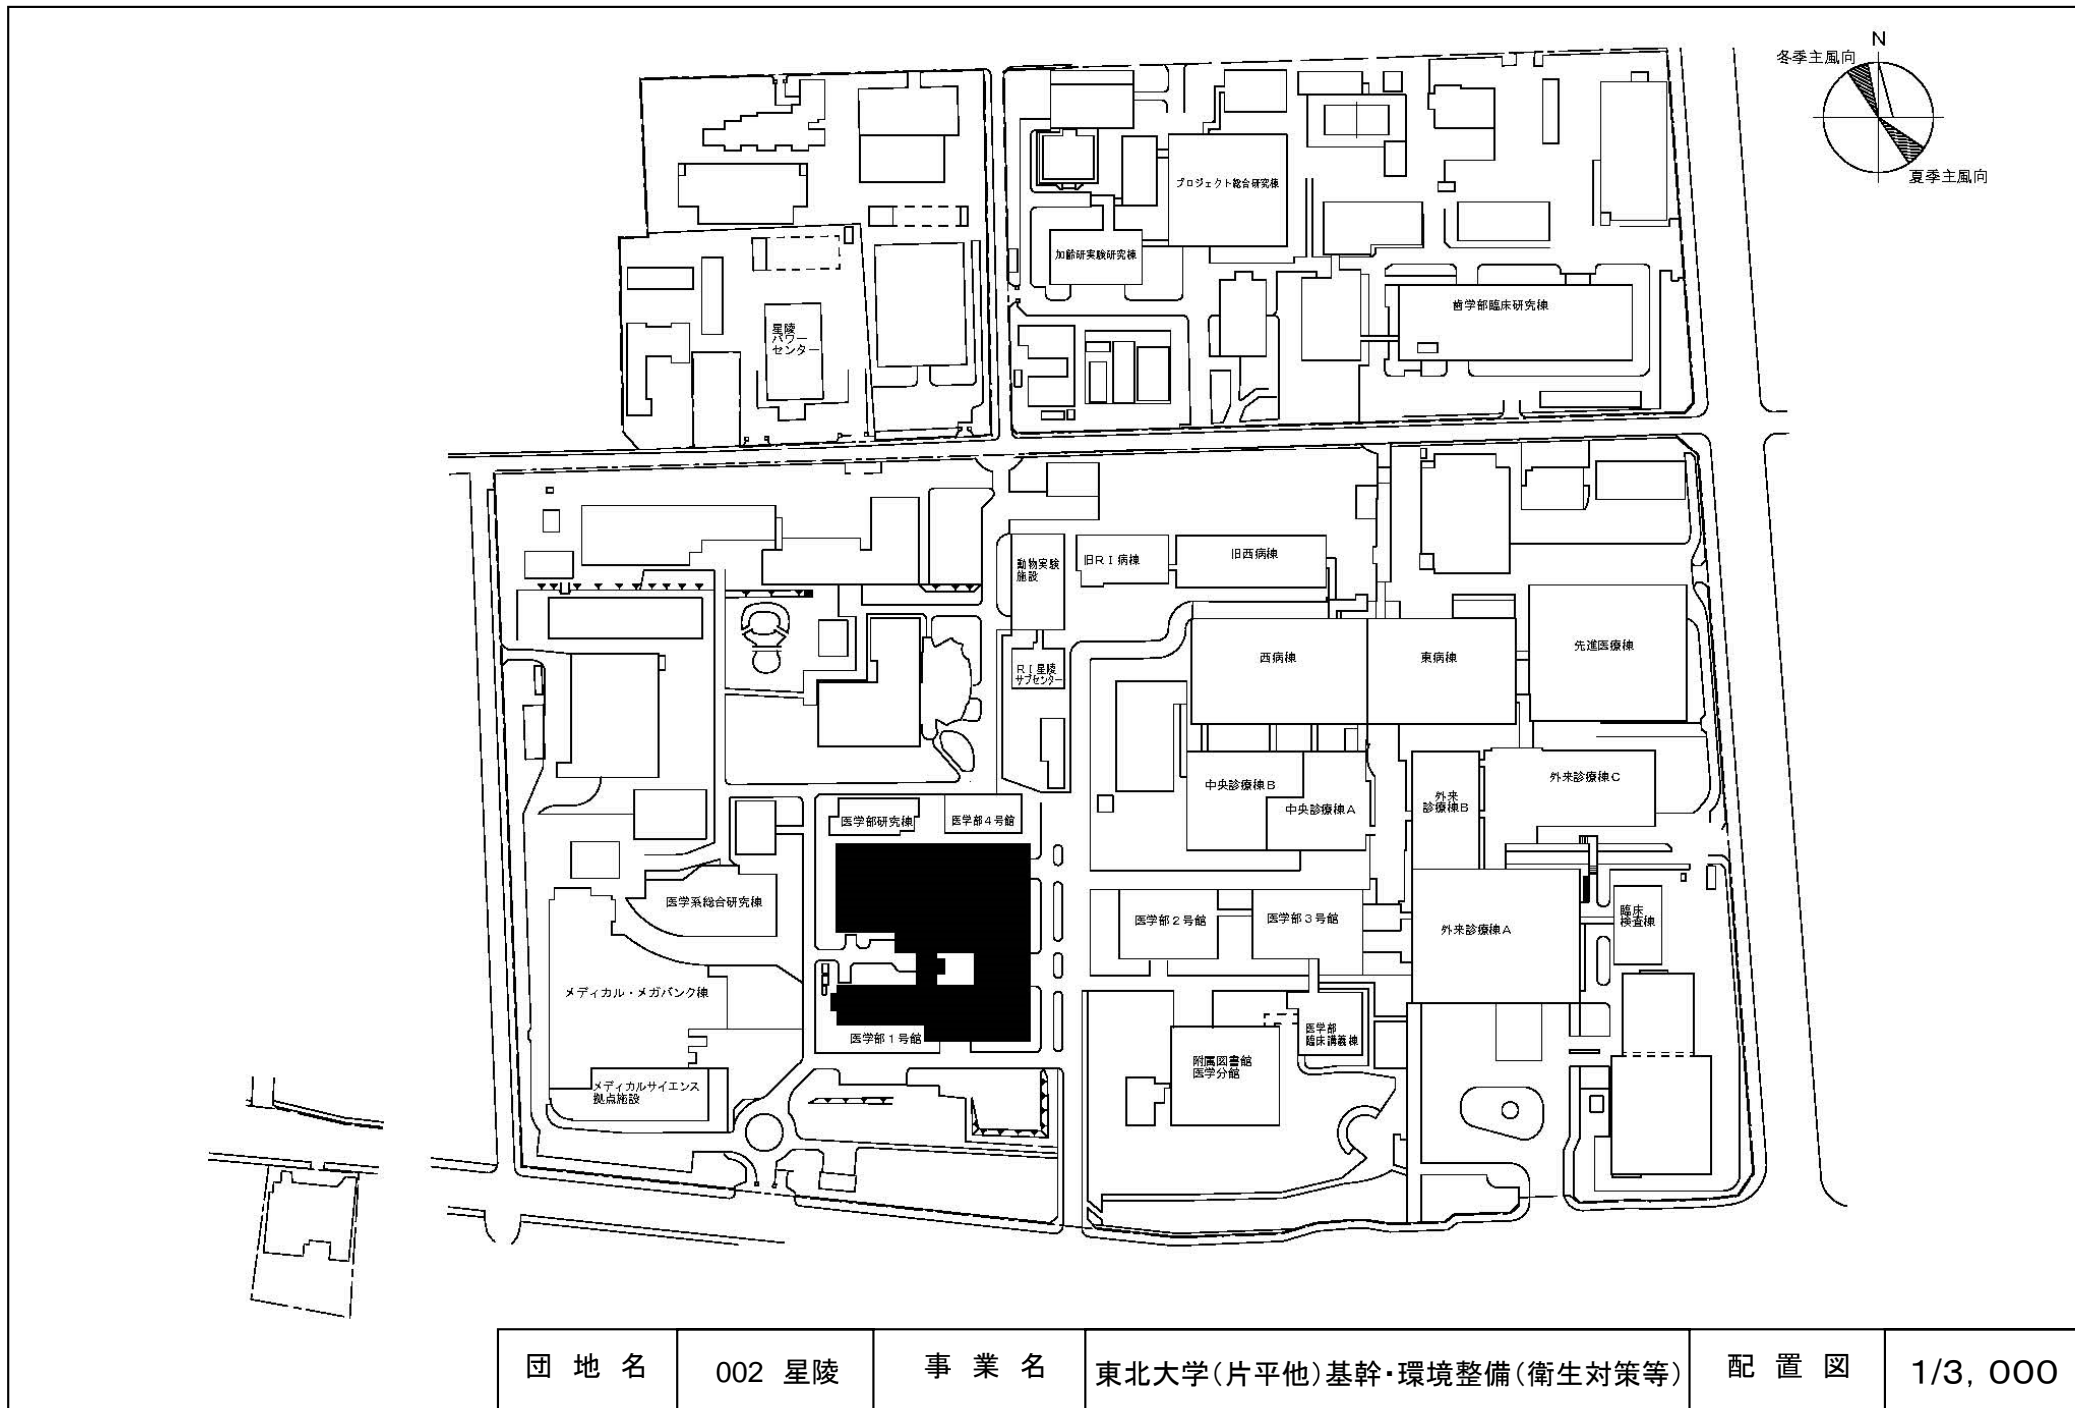 N
冬季主風向
夏季主風向
プロジェクト総合研究棟
加齢研実験研究棟
歯学部臨床研究棟
星陵
パワー
センター
動物実験
施設
旧RI病棟
旧西病棟
RI星陵
サブセンター
西病棟
東病棟
先進医療棟
中央診療棟B
中央診療棟A
外来
診療棟B
外来診療棟C
医学部研究棟
医学部4号館
医学系総合研究棟
医学部2号館
医学部3号館
外来診療棟A
臨床
検査棟
メディカル・メガバンク棟
医学部1号館
医学部
臨床講義棟
附属図書館
医学分館
メディカルサイエンス
拠点施設
団地名 002 星陵 事業名 東北大学(片平他)基幹・環境整備(衛生対策等) 配置図 1/3,000